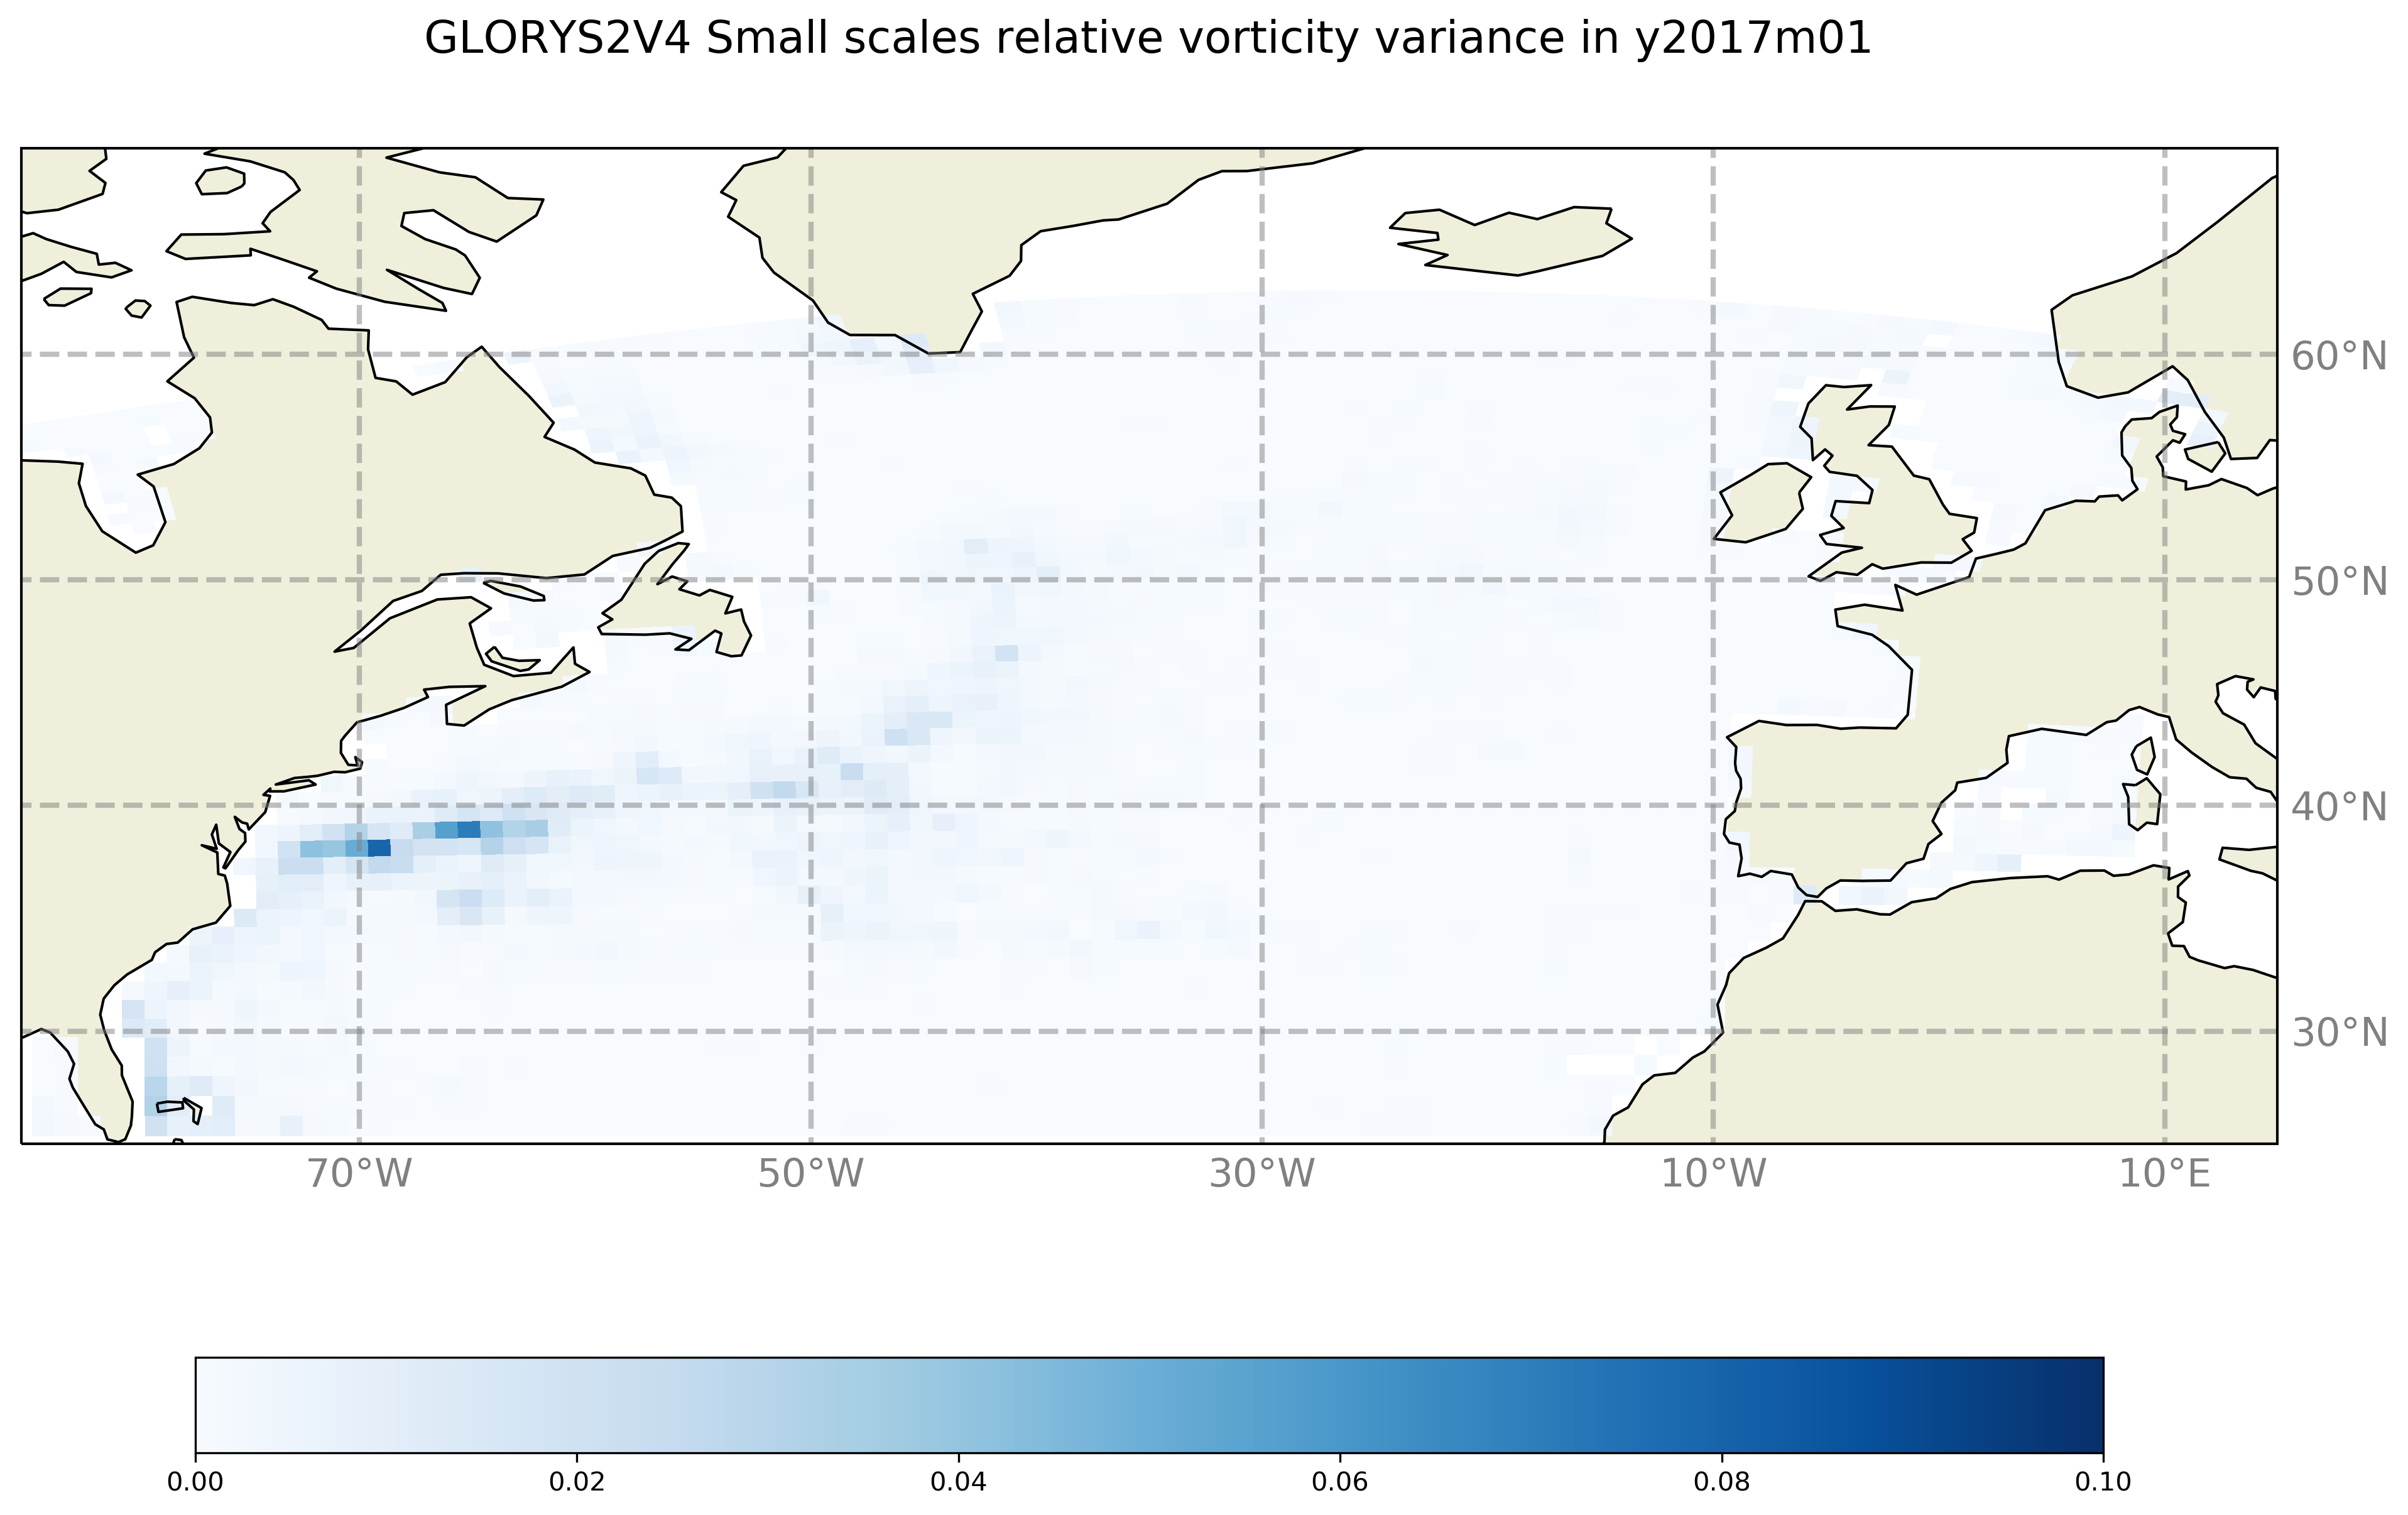 GLORYS2V4 Small scales relative vorticity variance in y2017m01
60°N
50°N
40°N
30°N
70°W 50°W 30°W 10°W 10°E
0.00 0.02 0.04 0.06 0.08 0.10